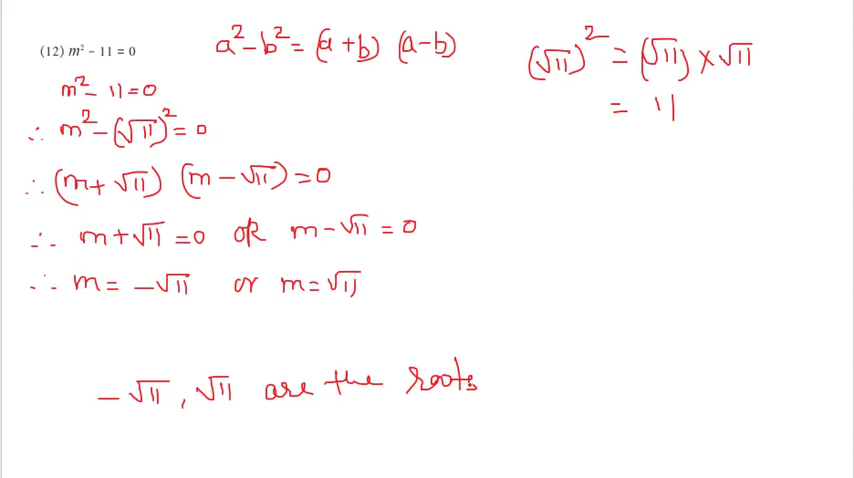 (12) m² – 11 = 0
a² – b² = (a + b) (a – b)
(√11)² = (√11) × √11
= 11
m² – 11 = 0
∴ m² – (√11)² = 0
∴ (m + √11) (m – √11) = 0
∴ m + √11 = 0 or m – √11 = 0
∴ m = –√11 or m = √11
– √11 , √11 are the roots